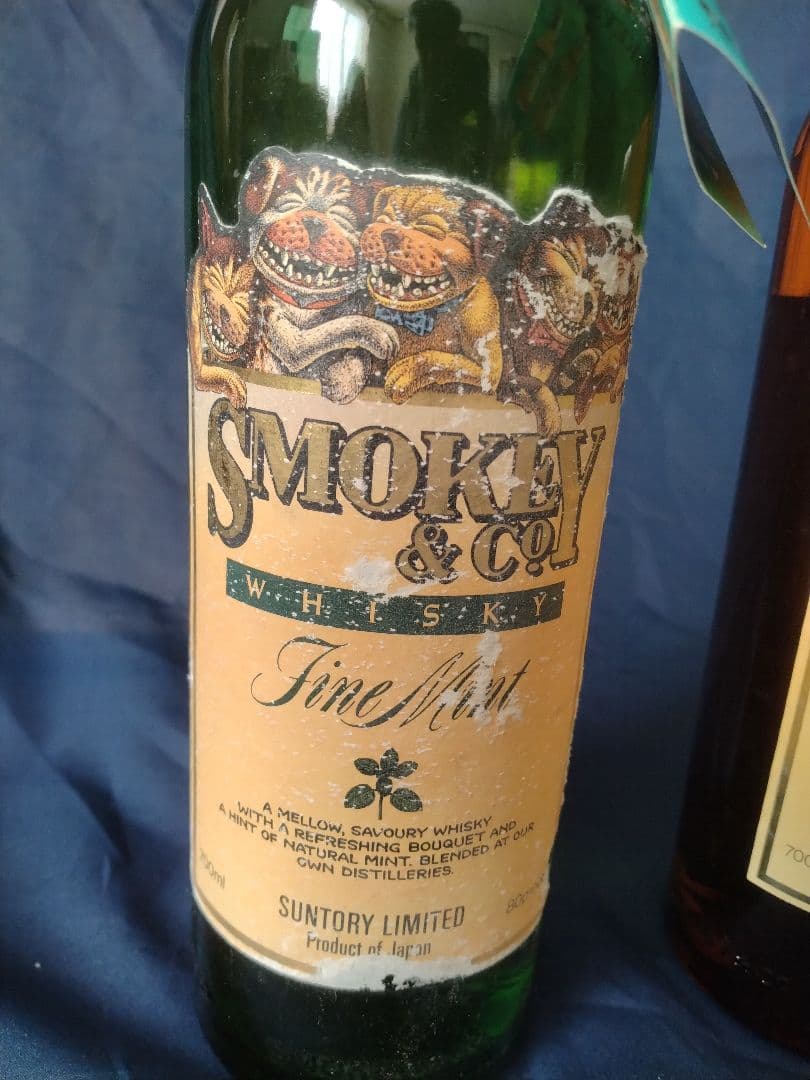 SMOKEY
& Co
WHISKY
Fine Mint
A MELLOW, SAVOURY WHISKY
WITH A REFRESHING BOUQUET AND
A HINT OF NATURAL MINT. BLENDED AT OUR
OWN DISTILLERIES.
SUNTORY LIMITED
Product of Japan